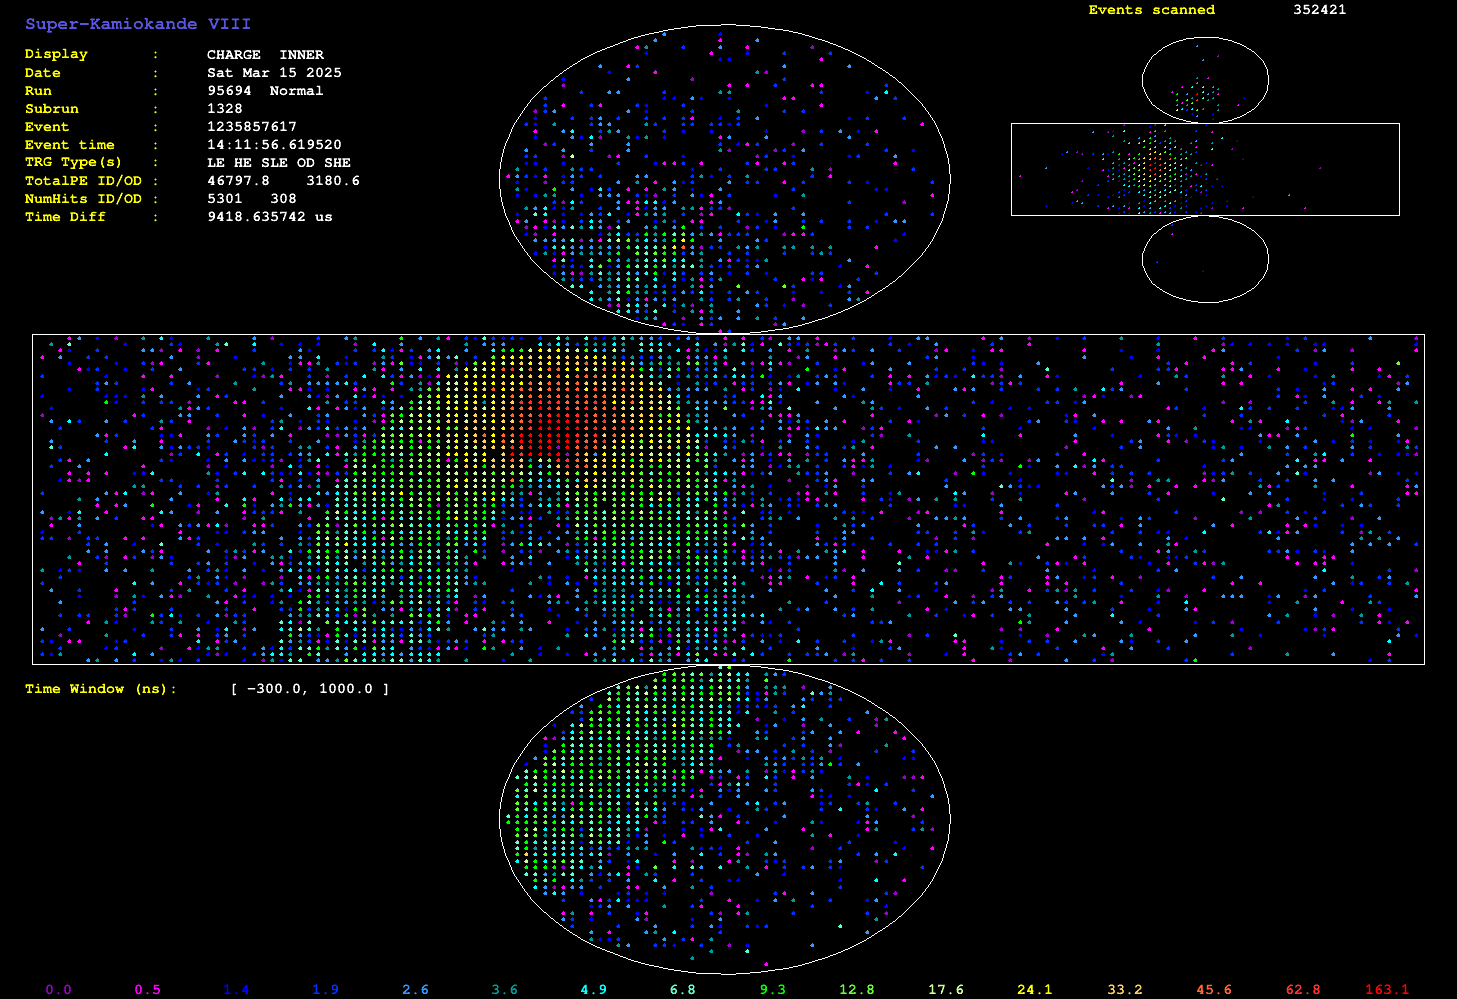 Super-Kamiokande VIII
Events scanned 352421
Display : CHARGE INNER
Date : Sat Mar 15 2025
Run : 95694 Normal
Subrun : 1328
Event : 1235857617
Event time : 14:11:56.619520
TRG Type(s) : LE HE SLE OD SHE
TotalPE ID/OD : 46797.8 3180.6
NumHits ID/OD : 5301 308
Time Diff : 9418.635742 us
Time Window (ns): [ -300.0, 1000.0 ]
0.0 0.5 1.4 1.9 2.6 3.6 4.9 6.8 9.3 12.8 17.6 24.1 33.2 45.6 62.8 163.1